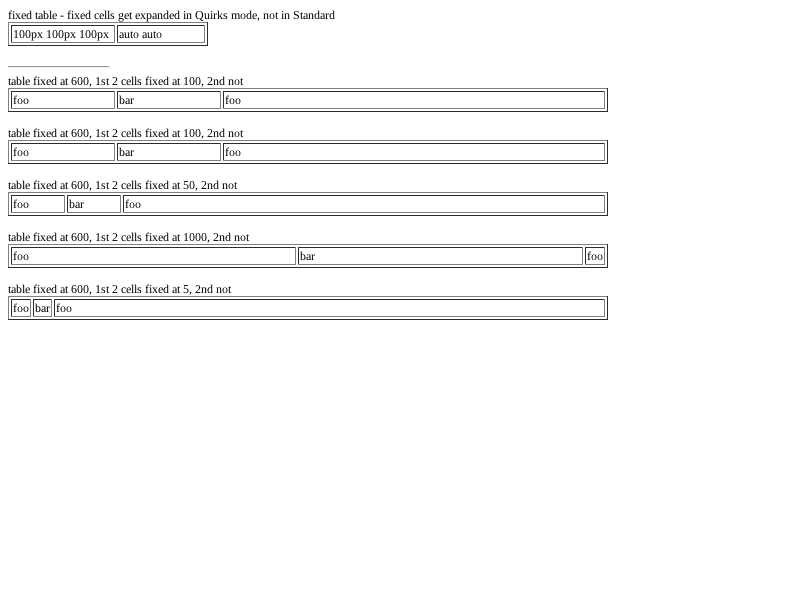 fixed table - fixed cells get expanded in Quirks mode, not in Standard
100px 100px 100px auto auto
table fixed at 600, 1st 2 cells fixed at 100, 2nd not
foo bar foo
table fixed at 600, 1st 2 cells fixed at 100, 2nd not
foo bar foo
table fixed at 600, 1st 2 cells fixed at 50, 2nd not
foo bar foo
table fixed at 600, 1st 2 cells fixed at 1000, 2nd not
foo bar foo
table fixed at 600, 1st 2 cells fixed at 5, 2nd not
foo bar foo